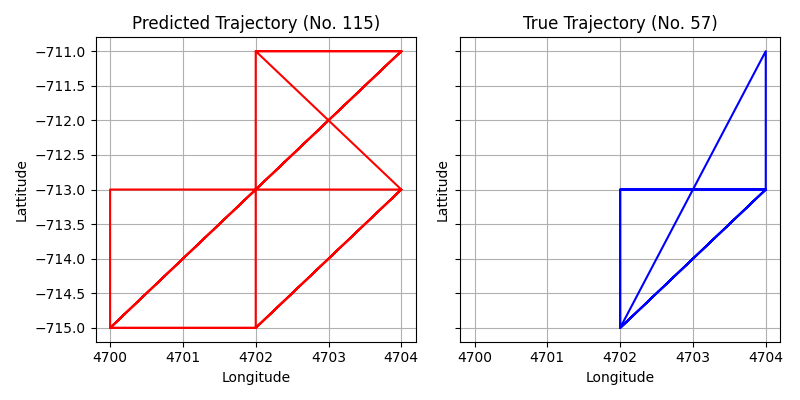 Predicted Trajectory (No. 115)
True Trajectory (No. 57)
Lattitude
−711.0
−711.5
−712.0
−712.5
−713.0
−713.5
−714.0
−714.5
−715.0
4700 4701 4702 4703 4704
Longitude
Lattitude
4700 4701 4702 4703 4704
Longitude